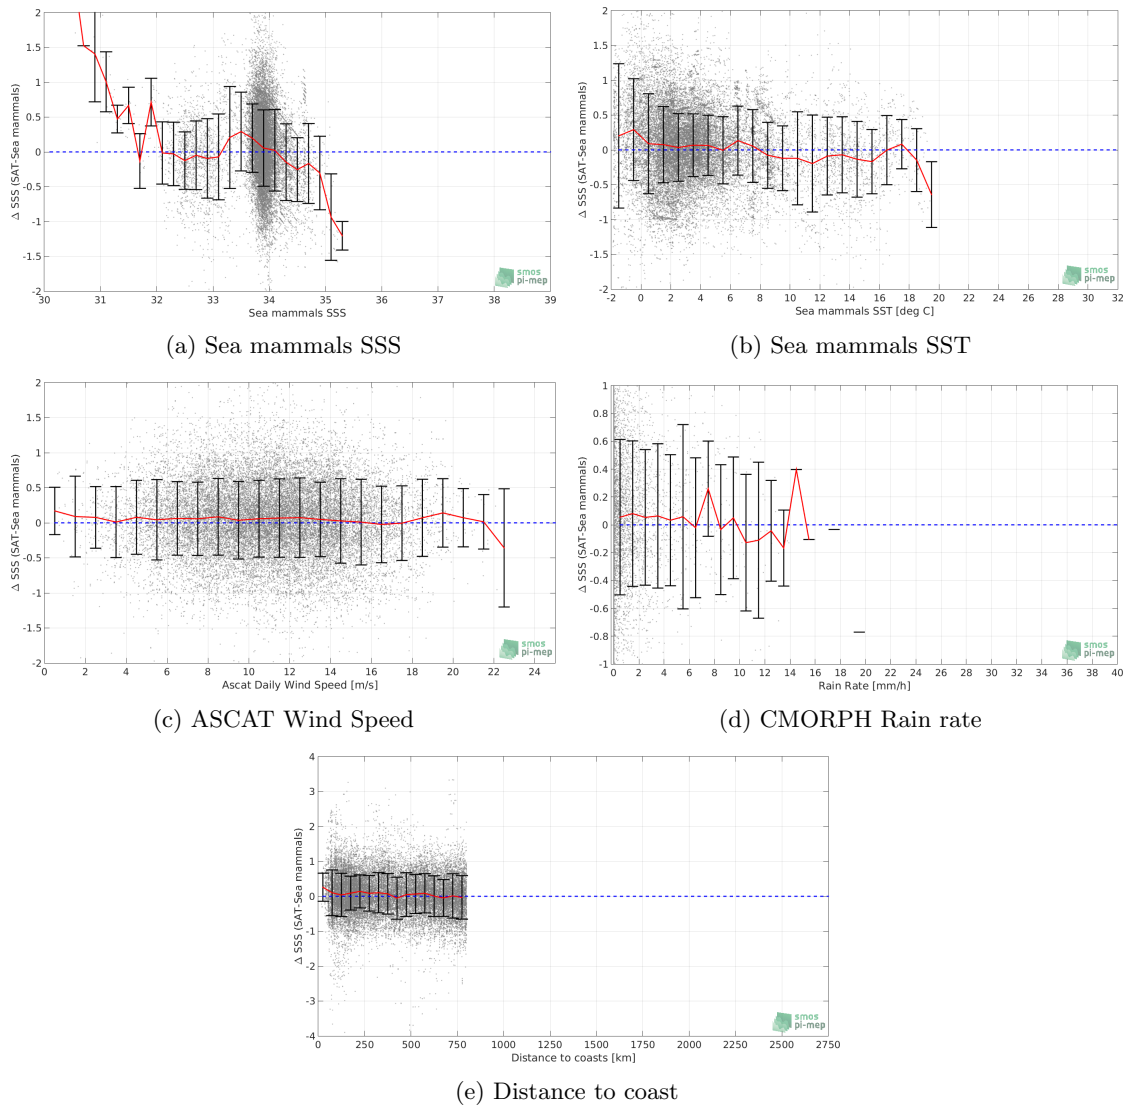 2
1.5
1
0.5
0
-0.5
-1
-1.5
-2
30 31 32 33 34 35 36 37 38 39
Sea mammals SSS
Δ SSS (SAT-Sea mammals)
smos
pi-mep
(a) Sea mammals SSS
2
1.5
1
0.5
0
-0.5
-1
-1.5
-2
-2 0 2 4 6 8 10 12 14 16 18 20 22 24 26 28 30 32
Sea mammals SST [deg C]
Δ SSS (SAT-Sea mammals)
smos
pi-mep
(b) Sea mammals SST
2
1.5
1
0.5
0
-0.5
-1
-1.5
-2
0 2 4 6 8 10 12 14 16 18 20 22 24
Ascat Daily Wind Speed [m/s]
Δ SSS (SAT-Sea mammals)
smos
pi-mep
(c) ASCAT Wind Speed
1
0.8
0.6
0.4
0.2
0
-0.2
-0.4
-0.6
-0.8
-1
0 2 4 6 8 10 12 14 16 18 20 22 24 26 28 30 32 34 36 38 40
Rain Rate [mm/h]
Δ SSS (SAT-Sea mammals)
smos
pi-mep
(d) CMORPH Rain rate
4
3
2
1
0
-1
-2
-3
-4
0 250 500 750 1000 1250 1500 1750 2000 2250 2500 2750
Distance to coasts [km]
Δ SSS (SAT-Sea mammals)
smos
pi-mep
(e) Distance to coast